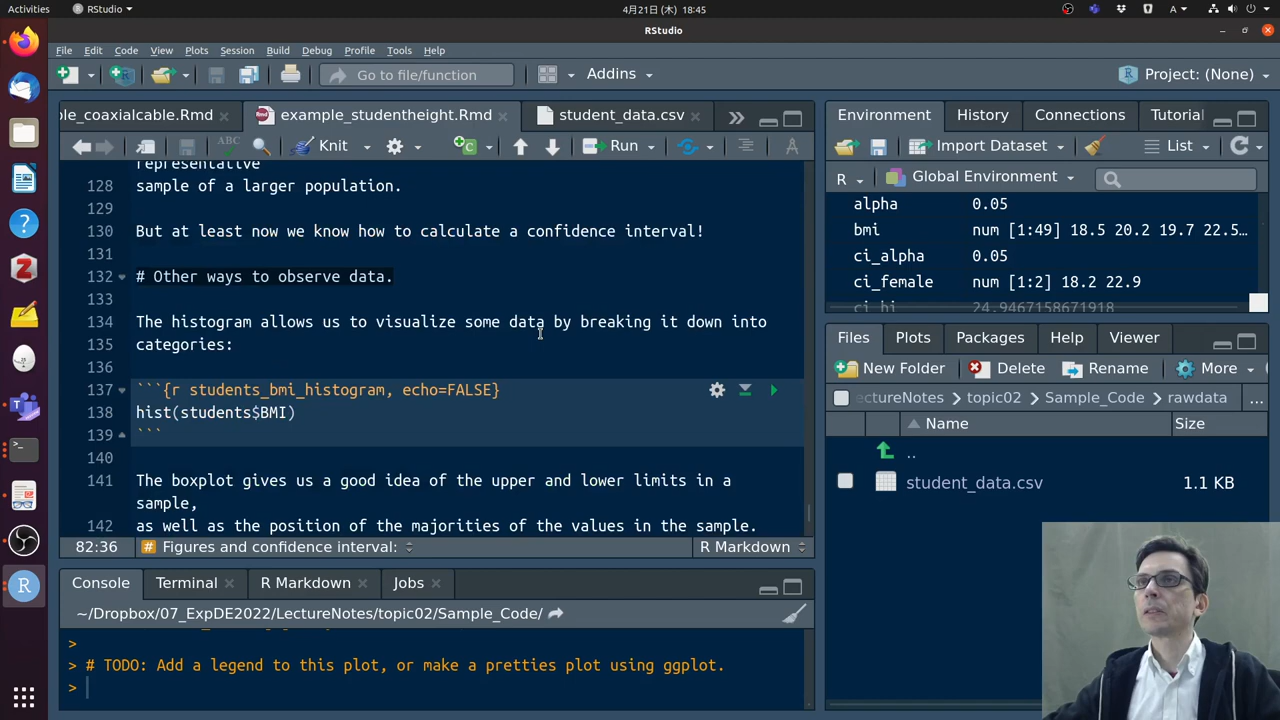 Activities
RStudio
4月21日 (木) 18:45
A
RStudio
File Edit Code View Plots Session Build Debug Profile Tools Help
Go to file/function
Addins
Project: (None)
ple_coaxialcable.Rmd
example_studentheight.Rmd
student_data.csv
ABC
Knit
Run
representative
128 sample of a larger population.
129
130 But at least now we know how to calculate a confidence interval!
131
132 # Other ways to observe data.
133
134 The histogram allows us to visualize some data by breaking it down into
135 categories:
136
137 ```{r students_bmi_histogram, echo=FALSE}
138 hist(students$BMI)
139 ```
140
141 The boxplot gives us a good idea of the upper and lower limits in a
sample,
142 as well as the position of the majorities of the values in the sample.
82:36
# Figures and confidence interval:
R Markdown
Console Terminal R Markdown Jobs
~/Dropbox/07_ExpDE2022/LectureNotes/topic02/Sample_Code/
>
> # TODO: Add a legend to this plot, or make a pretties plot using ggplot.
>
Environment History Connections Tutorial
Import Dataset
List
R
Global Environment
alpha 0.05
bmi num [1:49] 18.5 20.2 19.7 22.5…
ci_alpha 0.05
ci_female num [1:2] 18.2 22.9
ci_hi 24.9467158671918
Files Plots Packages Help Viewer
New Folder Delete Rename More
ectureNotes topic02 Sample_Code rawdata ...
Name Size
..
student_data.csv 1.1 KB